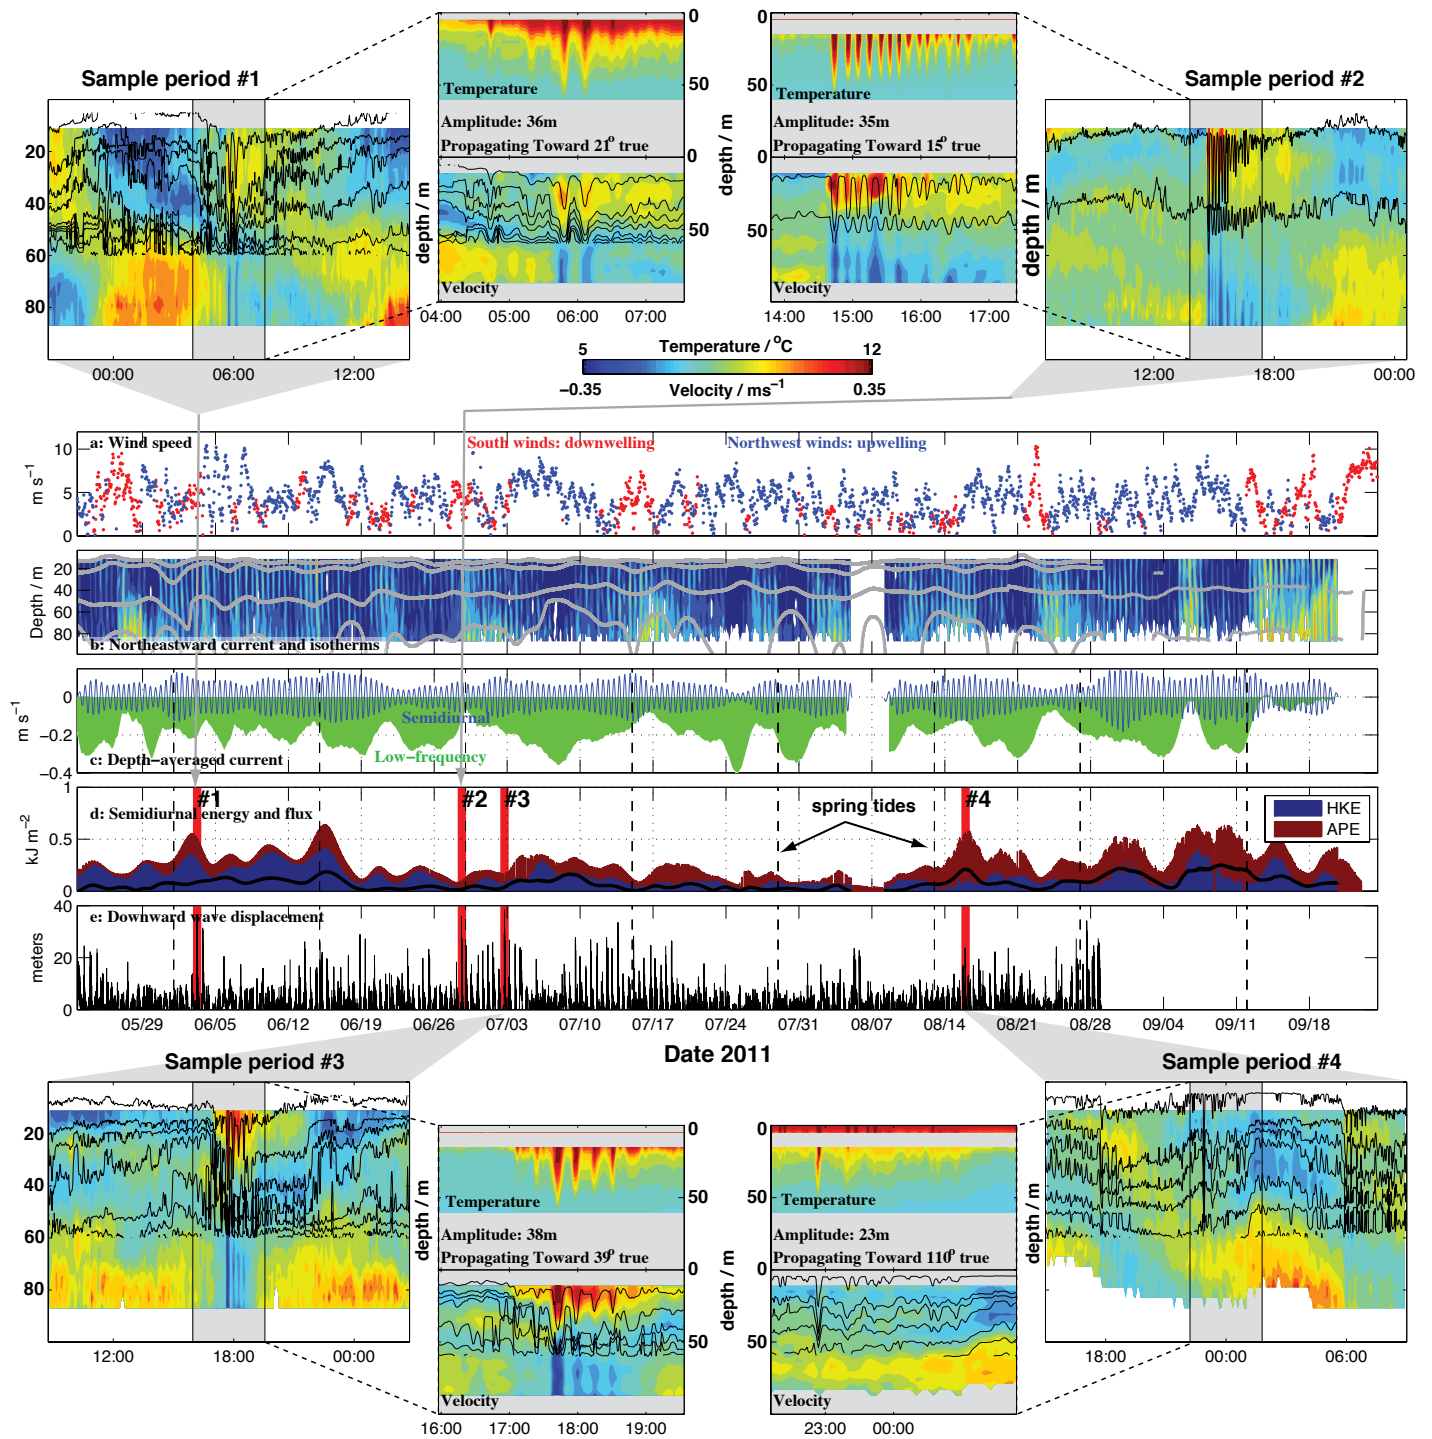 Sample period #1
20
40
60
80
00:00 06:00 12:00
0
50
Temperature
Amplitude: 36m
Propagating Toward 21° true
0
50
depth / m
Velocity
04:00 05:00 06:00 07:00
0
50
Temperature
Amplitude: 35m
Propagating Toward 15° true
depth / m
0
50
Velocity
14:00 15:00 16:00 17:00
Sample period #2
depth / m
12:00 18:00 00:00
5 Temperature / °C 12
−0.35 Velocity / ms⁻¹ 0.35
a: Wind speed
South winds: downwelling
Northwest winds: upwelling
m s⁻¹
10
5
0
Depth / m
20
40
60
80
b: Northeastward current and isotherms
m s⁻¹
0
−0.2
−0.4
Semidiurnal
Low−frequency
c: Depth−averaged current
kJ m⁻²
1
0.5
0
#1
#2
#3
#4
d: Semidiurnal energy and flux
spring tides
HKE
APE
meters
40
20
0
e: Downward wave displacement
05/29 06/05 06/12 06/19 06/26 07/03 07/10 07/17 07/24 07/31 08/07 08/14 08/21 08/28 09/04 09/11 09/18
Date 2011
Sample period #3
20
40
60
80
12:00 18:00 00:00
0
50
Temperature
Amplitude: 38m
Propagating Toward 39° true
depth / m
0
50
Velocity
16:00 17:00 18:00 19:00
0
50
Temperature
Amplitude: 23m
Propagating Toward 110° true
depth / m
0
50
Velocity
23:00 00:00
Sample period #4
18:00 00:00 06:00